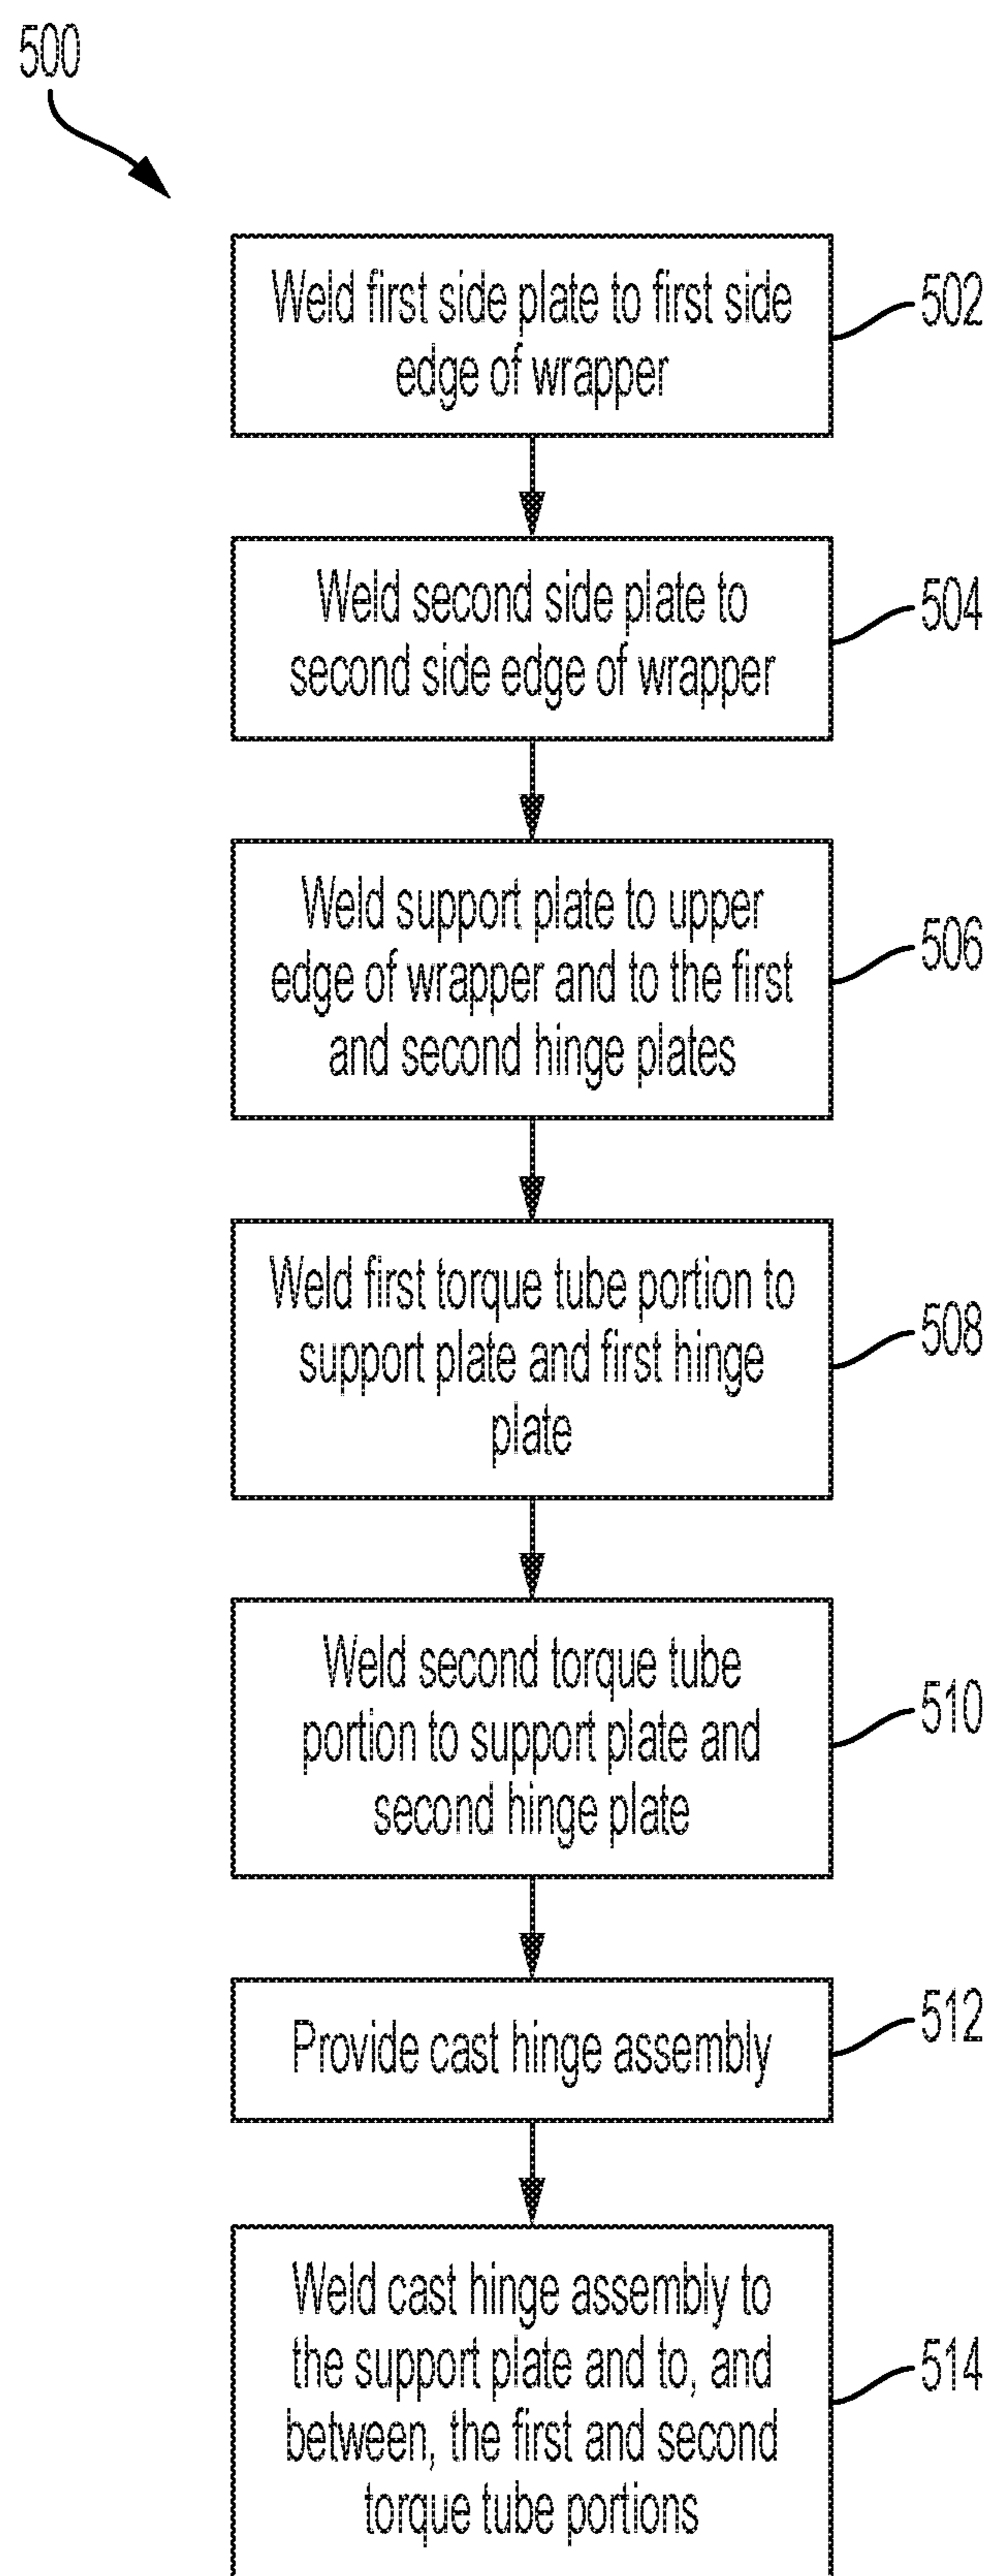 500
Weld first side plate to first side
edge of wrapper
502
Weld second side plate to
second side edge of wrapper
504
Weld support plate to upper
edge of wrapper and to the first
and second hinge plates
506
Weld first torque tube portion to
support plate and first hinge
plate
508
Weld second torque tube
portion to support plate and
second hinge plate
510
Provide cast hinge assembly
512
Weld cast hinge assembly to
the support plate and to, and
between, the first and second
torque tube portions
514